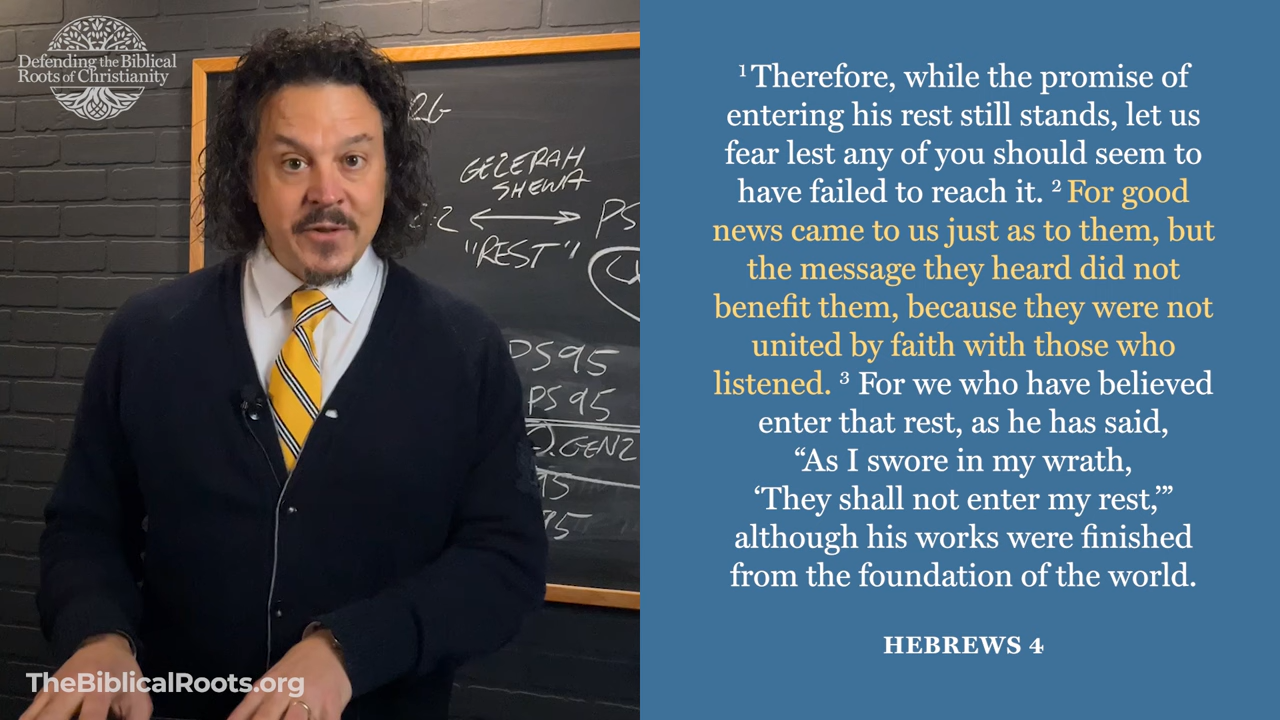 Defending the Biblical
Roots of Christianity
GEZERAH
SHEWA
:2 PS
"REST"
PS95
PS 95
Q.GEN2
95
95
TheBiblicalRoots.org
1 Therefore, while the promise of
entering his rest still stands, let us
fear lest any of you should seem to
have failed to reach it. 2 For good
news came to us just as to them, but
the message they heard did not
benefit them, because they were not
united by faith with those who
listened. 3 For we who have believed
enter that rest, as he has said,
“As I swore in my wrath,
‘They shall not enter my rest,’”
although his works were finished
from the foundation of the world.
HEBREWS 4